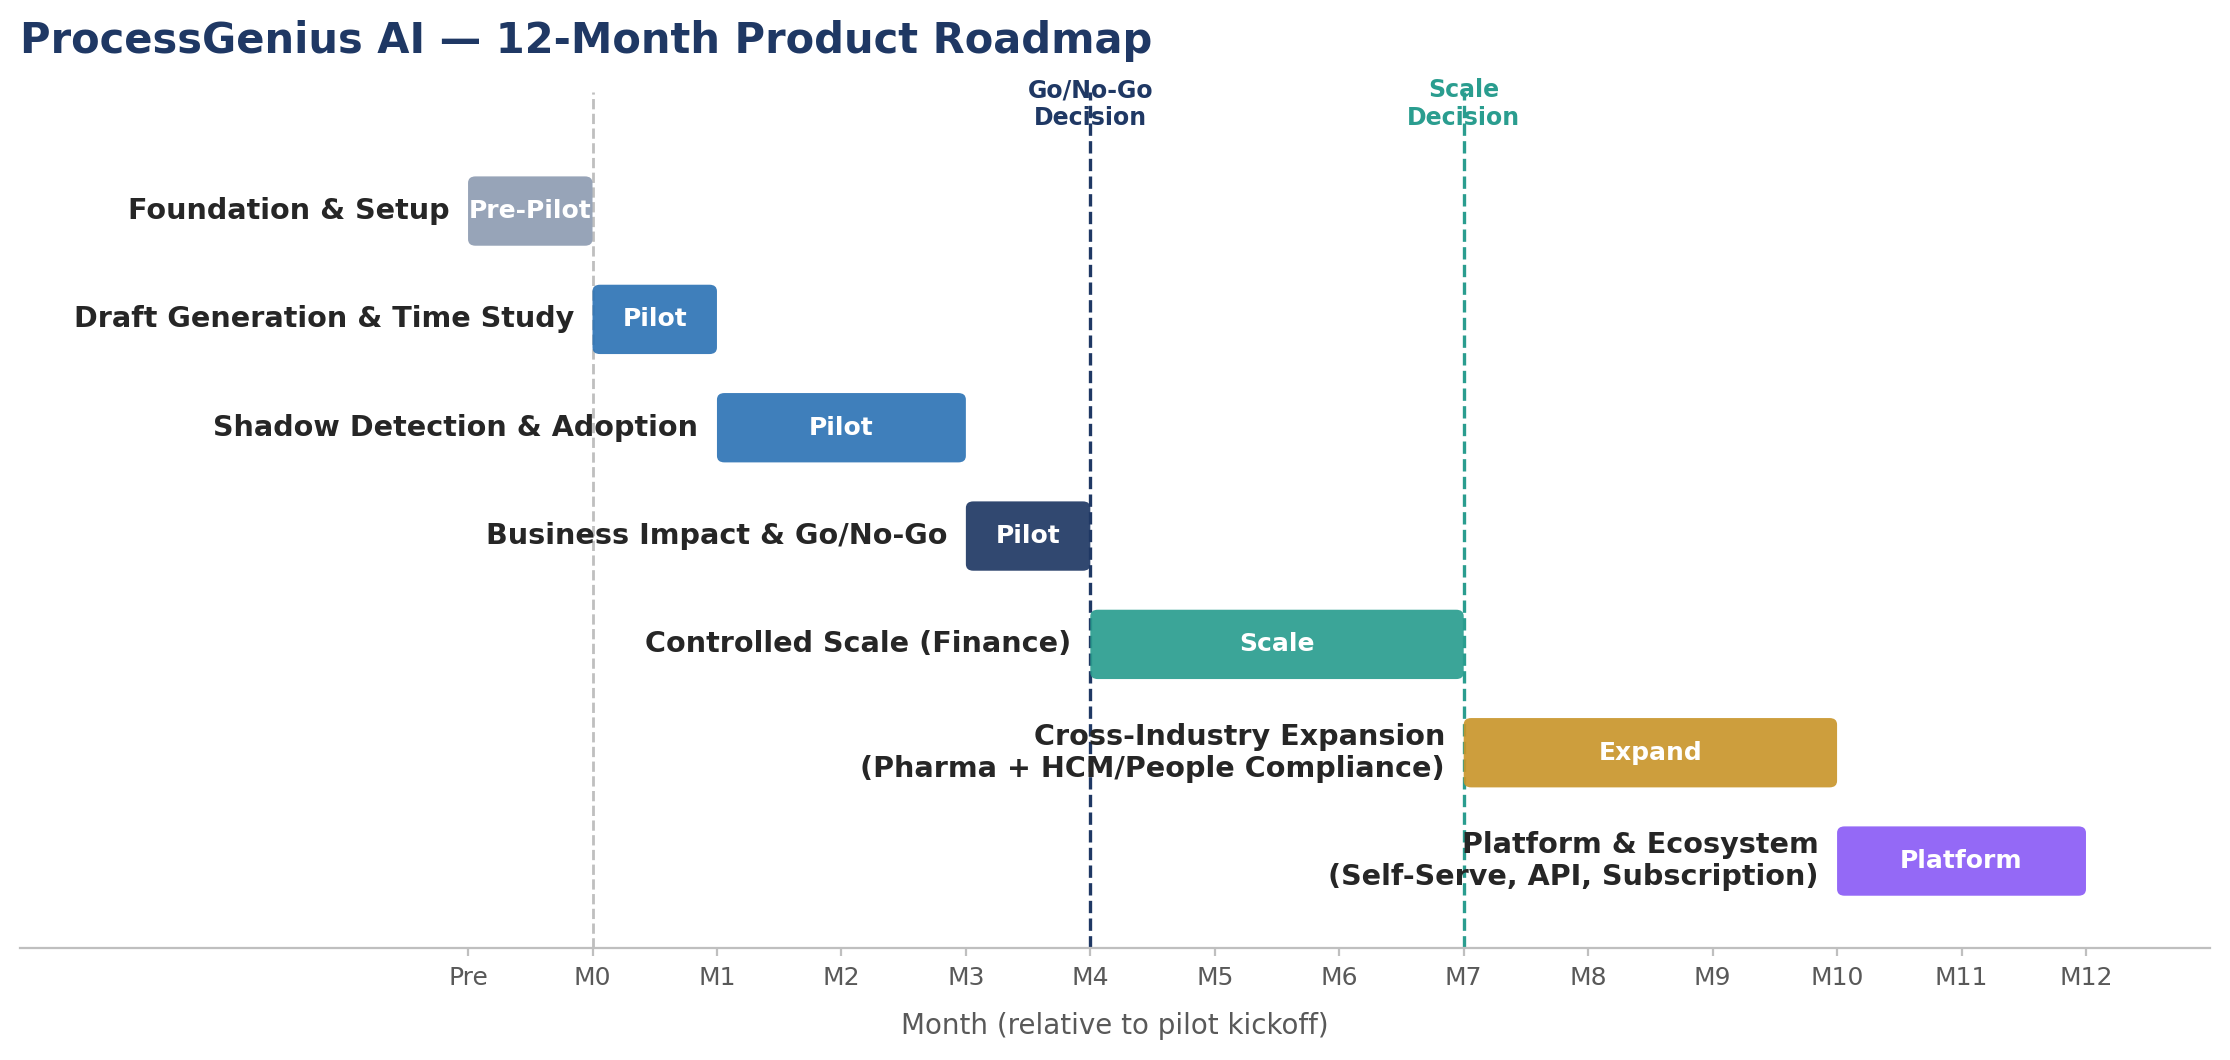 ProcessGenius AI — 12-Month Product Roadmap
Go/No-Go
Decision
Scale
Decision
Foundation & Setup
Pre-Pilot
Draft Generation & Time Study
Pilot
Shadow Detection & Adoption
Pilot
Business Impact & Go/No-Go
Pilot
Controlled Scale (Finance)
Scale
Cross-Industry Expansion
(Pharma + HCM/People Compliance)
Expand
Platform & Ecosystem
(Self-Serve, API, Subscription)
Platform
Pre M0 M1 M2 M3 M4 M5 M6 M7 M8 M9 M10 M11 M12
Month (relative to pilot kickoff)